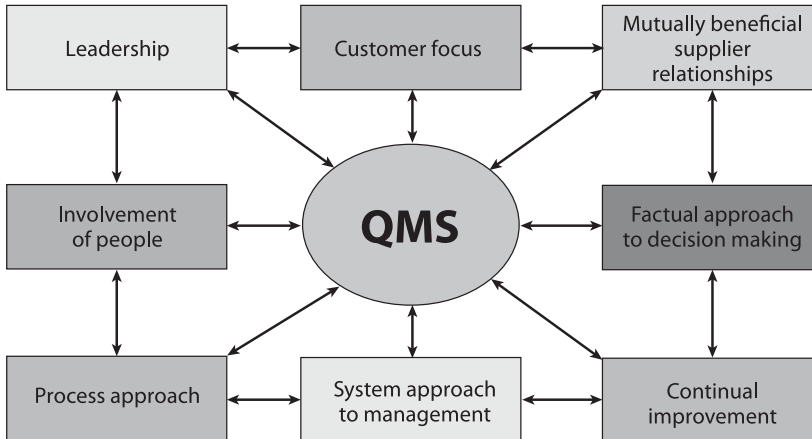 Leadership
Customer focus
Mutually beneficial
supplier
relationships
Involvement
of people
QMS
Factual approach
to decision making
Process approach
System approach
to management
Continual
improvement